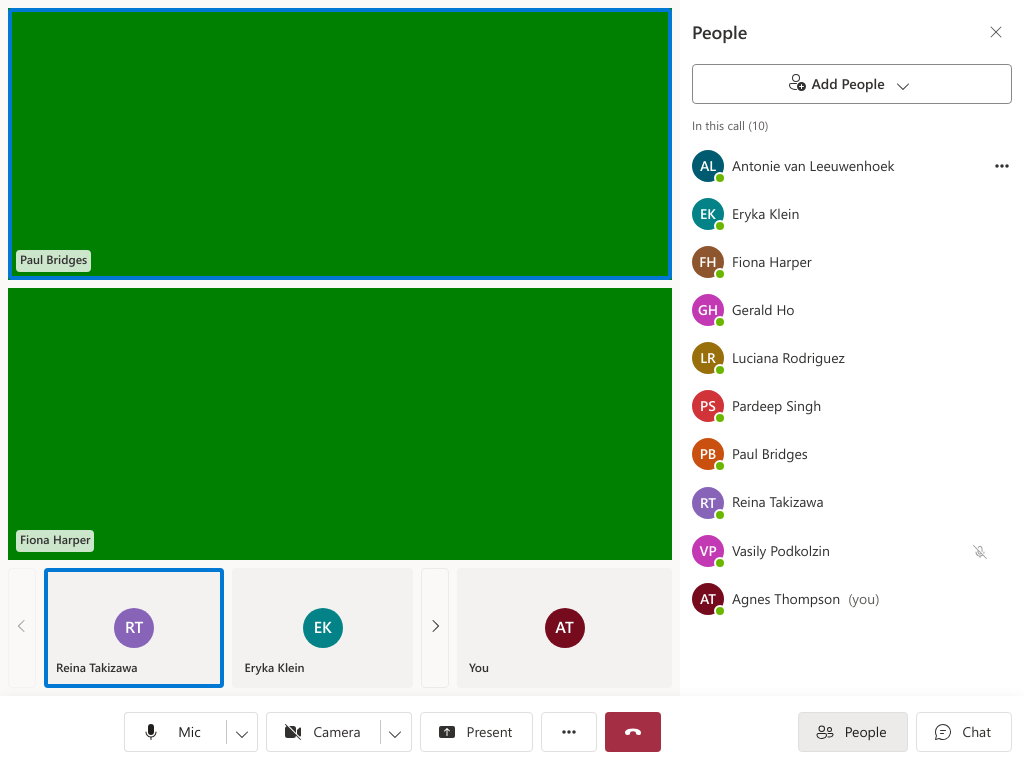 Paul Bridges
Fiona Harper
RT
Reina Takizawa
EK
Eryka Klein
AT
You
People
Add People
In this call (10)
AL Antonie van Leeuwenhoek
EK Eryka Klein
FH Fiona Harper
GH Gerald Ho
LR Luciana Rodriguez
PS Pardeep Singh
PB Paul Bridges
RT Reina Takizawa
VP Vasily Podkolzin
AT Agnes Thompson (you)
Mic Camera Present People Chat